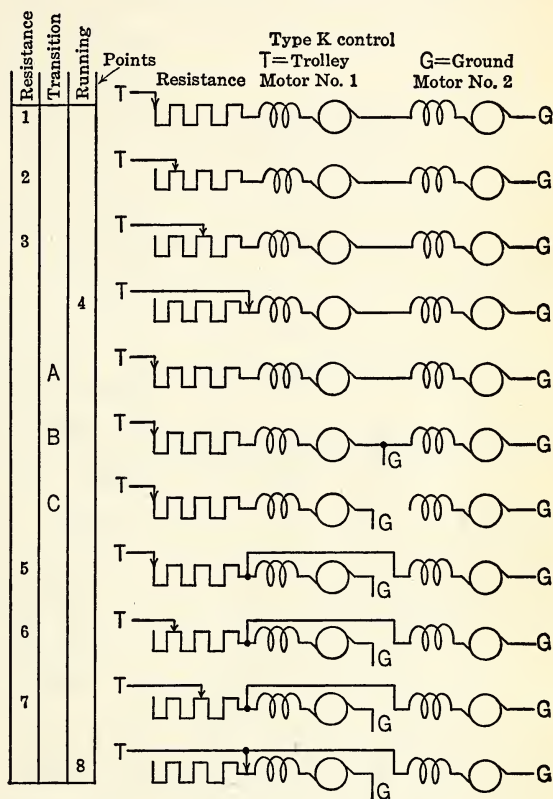 Type K control
T=Trolley G=Ground
Resistance Motor No. 1 Motor No. 2
Resistance
Transition
Running
Points
T G
1
T G
2
T G
3
T G
4
T G
A
T G G
B
T G G
C
T G G
5
T G G
6
T G G
7
T G G
8
T G G